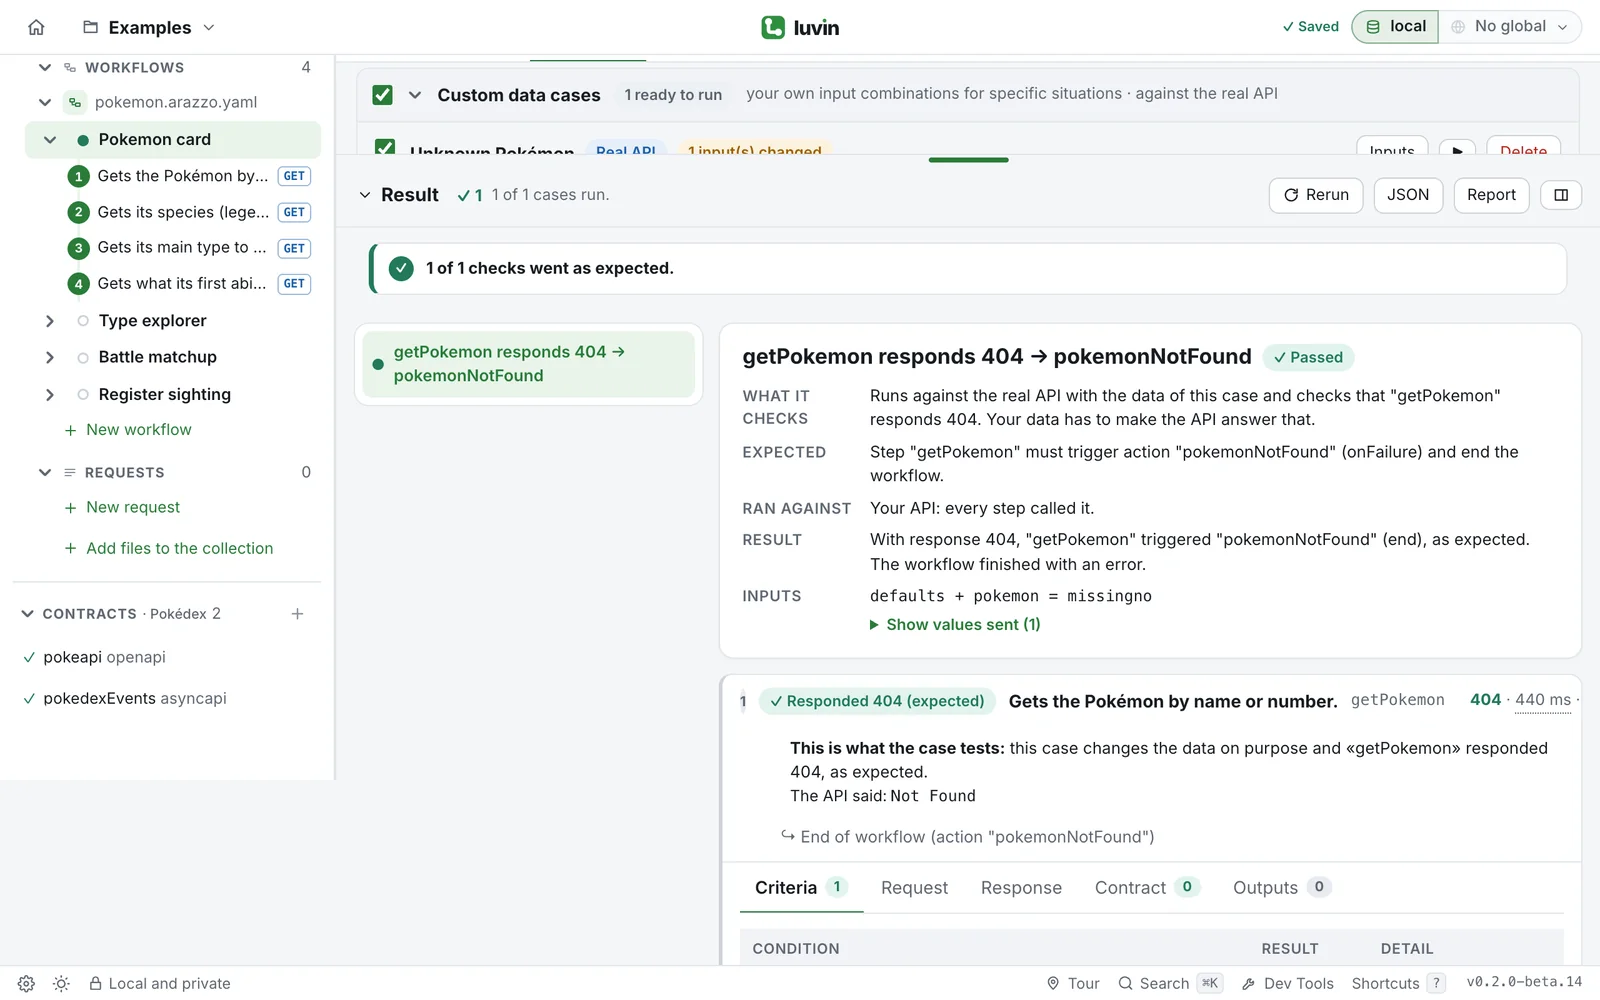 Examples
luvin
Saved
local
No global
WORKFLOWS 4
pokemon.arazzo.yaml
Pokemon card
1 Gets the Pokémon by... GET
2 Gets its species (lege... GET
3 Gets its main type to ... GET
4 Gets what its first abi... GET
Type explorer
Battle matchup
Register sighting
+ New workflow
REQUESTS 0
+ New request
+ Add files to the collection
CONTRACTS · Pokédex 2 +
pokeapi openapi
pokedexEvents asyncapi
Custom data cases 1 ready to run your own input combinations for specific situations · against the real API
Unknown Pokémon Real API 1 input(s) changed Inputs Delete
Result 1 1 of 1 cases run. Rerun JSON Report
1 of 1 checks went as expected.
getPokemon responds 404 →
pokemonNotFound
getPokemon responds 404 → pokemonNotFound Passed
WHAT IT CHECKS
Runs against the real API with the data of this case and checks that "getPokemon"
responds 404. Your data has to make the API answer that.
EXPECTED
Step "getPokemon" must trigger action "pokemonNotFound" (onFailure) and end the
workflow.
RAN AGAINST Your API: every step called it.
RESULT
With response 404, "getPokemon" triggered "pokemonNotFound" (end), as expected.
The workflow finished with an error.
INPUTS defaults + pokemon = missingno
Show values sent (1)
1 Responded 404 (expected) Gets the Pokémon by name or number. getPokemon 404 · 440 ms ·
This is what the case tests: this case changes the data on purpose and «getPokemon» responded
404, as expected.
The API said: Not Found
↪ End of workflow (action "pokemonNotFound")
Criteria 1 Request Response Contract 0 Outputs 0
CONDITION RESULT DETAIL
Local and private
Tour Search ⌘K Dev Tools Shortcuts ? v0.2.0-beta.14